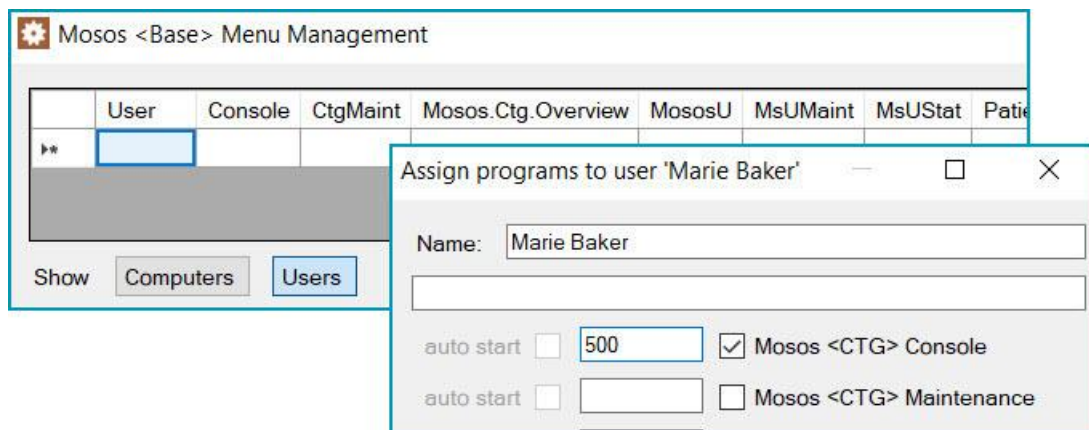 Mosos <Base> Menu Management
User Console CtgMaint Mosos.Ctg.Overview MososU MsUMaint MsUStat Patie
Show Computers Users
Assign programs to user 'Marie Baker'
Name: Marie Baker
auto start 500 Mosos <CTG> Console
auto start Mosos <CTG> Maintenance